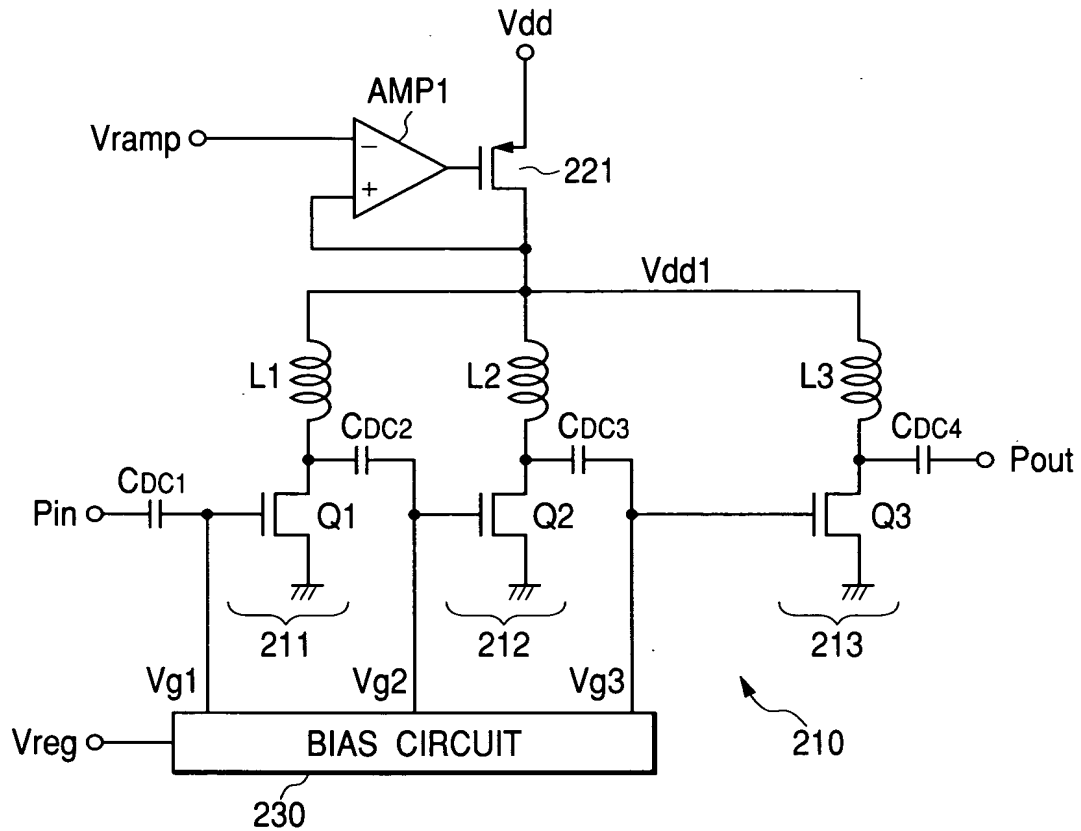 Vdd
AMP1
Vramp
−
+
221
Vdd1
L1
L2
L3
CDC2
CDC3
CDC4
Pout
CDC1
Pin
Q1
Q2
Q3
211
212
213
Vg1
Vg2
Vg3
210
Vreg
BIAS CIRCUIT
230